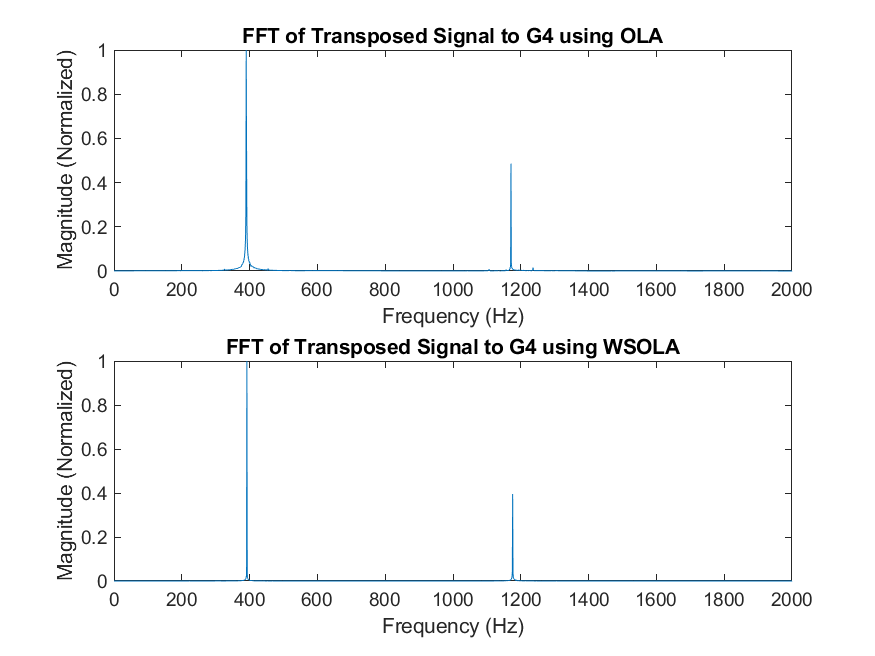 FFT of Transposed Signal to G4 using OLA
Magnitude (Normalized)
1
0.8
0.6
0.4
0.2
0
0 200 400 600 800 1000 1200 1400 1600 1800 2000
Frequency (Hz)
FFT of Transposed Signal to G4 using WSOLA
Magnitude (Normalized)
1
0.8
0.6
0.4
0.2
0
0 200 400 600 800 1000 1200 1400 1600 1800 2000
Frequency (Hz)